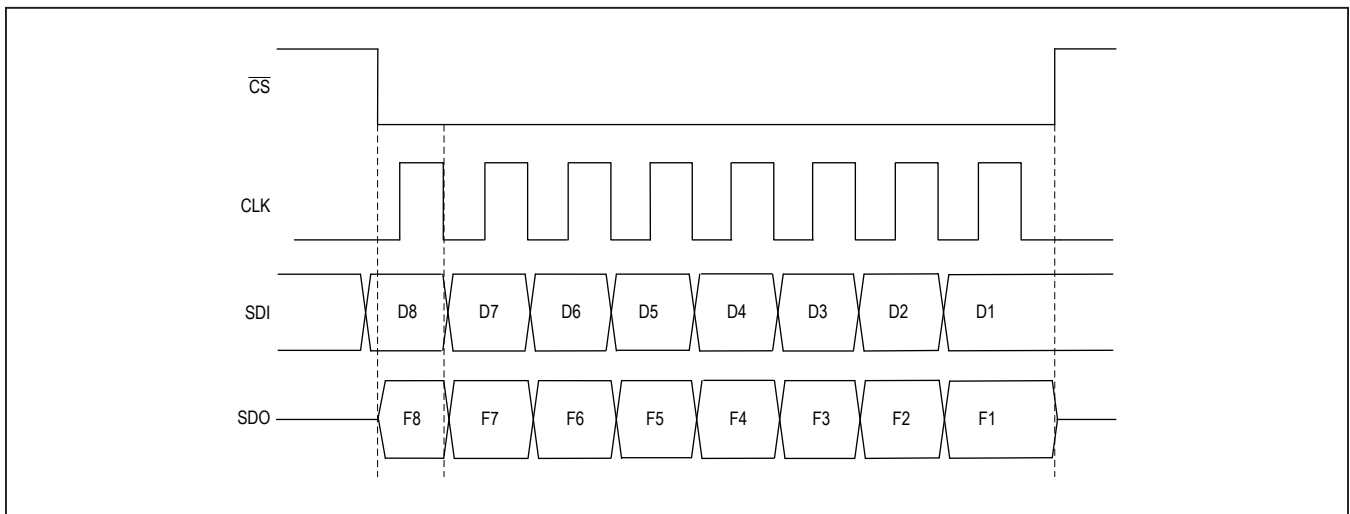 C̅S̅
CLK
SDI D8 D7 D6 D5 D4 D3 D2 D1
SDO F8 F7 F6 F5 F4 F3 F2 F1